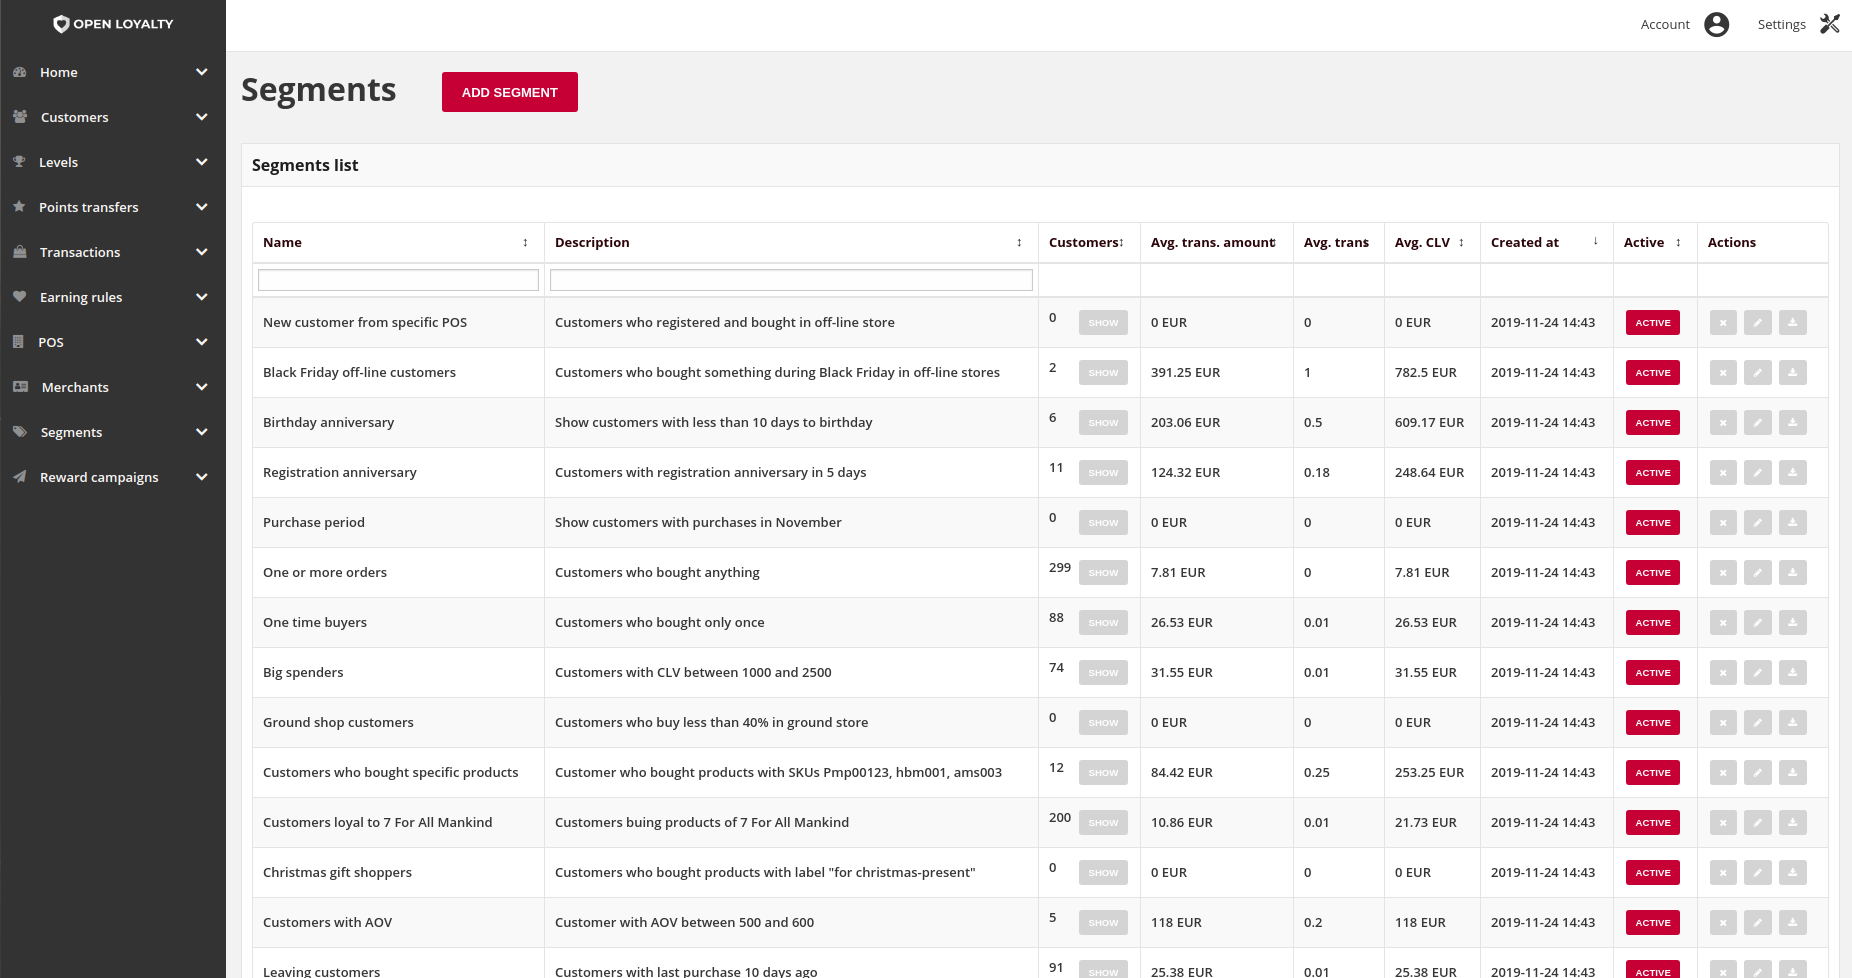 OPEN LOYALTY
Account
Settings
Home
Customers
Levels
Points transfers
Transactions
Earning rules
POS
Merchants
Segments
Reward campaigns
Segments
ADD SEGMENT
Segments list
Name Description Customers Avg. trans. amount Avg. trans Avg. CLV Created at Active Actions
New customer from specific POS Customers who registered and bought in off-line store 0 SHOW 0 EUR 0 0 EUR 2019-11-24 14:43 ACTIVE
Black Friday off-line customers Customers who bought something during Black Friday in off-line stores 2 SHOW 391.25 EUR 1 782.5 EUR 2019-11-24 14:43 ACTIVE
Birthday anniversary Show customers with less than 10 days to birthday 6 SHOW 203.06 EUR 0.5 609.17 EUR 2019-11-24 14:43 ACTIVE
Registration anniversary Customers with registration anniversary in 5 days 11 SHOW 124.32 EUR 0.18 248.64 EUR 2019-11-24 14:43 ACTIVE
Purchase period Show customers with purchases in November 0 SHOW 0 EUR 0 0 EUR 2019-11-24 14:43 ACTIVE
One or more orders Customers who bought anything 299 SHOW 7.81 EUR 0 7.81 EUR 2019-11-24 14:43 ACTIVE
One time buyers Customers who bought only once 88 SHOW 26.53 EUR 0.01 26.53 EUR 2019-11-24 14:43 ACTIVE
Big spenders Customers with CLV between 1000 and 2500 74 SHOW 31.55 EUR 0.01 31.55 EUR 2019-11-24 14:43 ACTIVE
Ground shop customers Customers who buy less than 40% in ground store 0 SHOW 0 EUR 0 0 EUR 2019-11-24 14:43 ACTIVE
Customers who bought specific products Customer who bought products with SKUs Pmp00123, hbm001, ams003 12 SHOW 84.42 EUR 0.25 253.25 EUR 2019-11-24 14:43 ACTIVE
Customers loyal to 7 For All Mankind Customers buing products of 7 For All Mankind 200 SHOW 10.86 EUR 0.01 21.73 EUR 2019-11-24 14:43 ACTIVE
Christmas gift shoppers Customers who bought products with label "for christmas-present" 0 SHOW 0 EUR 0 0 EUR 2019-11-24 14:43 ACTIVE
Customers with AOV Customer with AOV between 500 and 600 5 SHOW 118 EUR 0.2 118 EUR 2019-11-24 14:43 ACTIVE
Leaving customers Customers with last purchase 10 days ago 91 SHOW 25.38 EUR 0.01 25.38 EUR 2019-11-24 14:43 ACTIVE